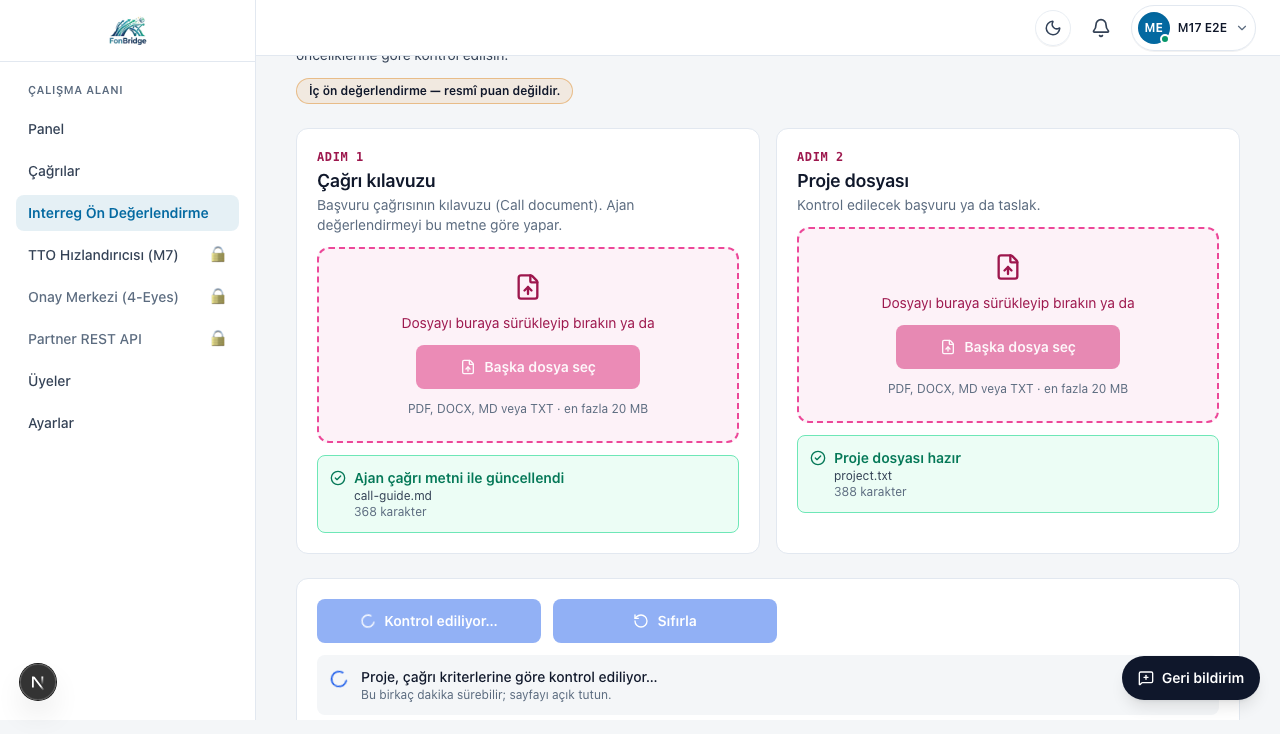 FonBridge
ÇALIŞMA ALANI
Panel
Çağrılar
Interreg Ön Değerlendirme
TTO Hızlandırıcısı (M7)
Onay Merkezi (4-Eyes)
Partner REST API
Üyeler
Ayarlar
N
ME
M17 E2E
önceliklerine göre kontrol edilsin.
İç ön değerlendirme — resmî puan değildir.
ADIM 1
Çağrı kılavuzu
Başvuru çağrısının kılavuzu (Call document). Ajan
değerlendirmeyi bu metne göre yapar.
Dosyayı buraya sürükleyip bırakın ya da
Başka dosya seç
PDF, DOCX, MD veya TXT · en fazla 20 MB
Ajan çağrı metni ile güncellendi
call-guide.md
368 karakter
ADIM 2
Proje dosyası
Kontrol edilecek başvuru ya da taslak.
Dosyayı buraya sürükleyip bırakın ya da
Başka dosya seç
PDF, DOCX, MD veya TXT · en fazla 20 MB
Proje dosyası hazır
project.txt
388 karakter
Kontrol ediliyor...
Sıfırla
Proje, çağrı kriterlerine göre kontrol ediliyor...
Bu birkaç dakika sürebilir; sayfayı açık tutun.
Geri bildirim